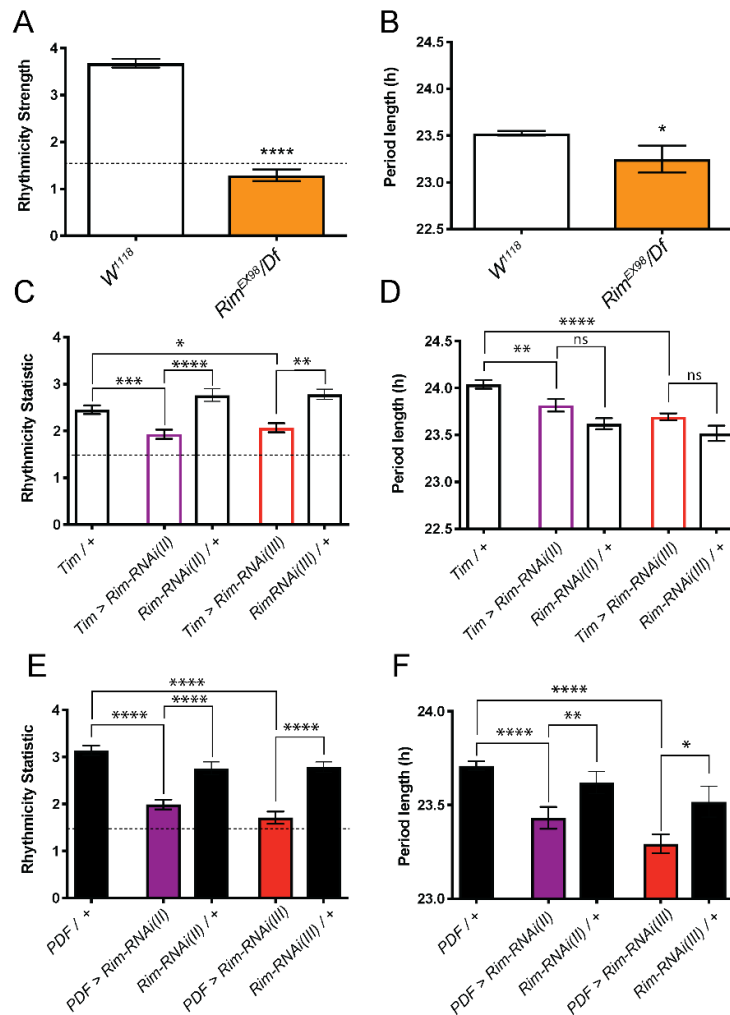 A
Rhythmicity Strength
4
3
2
1
0
****
W1118
RimEX98/Df
B
Period length (h)
24.5
24.0
23.5
23.0
22.5
*
W1118
RimEX98/Df
C
Rhythmicity Statistic
4
3
2
1
0
*
***
****
**
Tim / +
Tim > Rim-RNAi(II)
Rim-RNAi(II) / +
Tim > Rim-RNAi(III)
RimRNAi(III) / +
D
Period length (h)
24.5
24.0
23.5
23.0
22.5
****
**
ns
ns
Tim / +
Tim > Rim-RNAi(II)
Rim-RNAi(II) / +
Tim > Rim-RNAi(III)
Rim-RNAi(III) / +
E
Rhythmicity Statistic
4
3
2
1
0
****
****
****
****
PDF / +
PDF > Rim-RNAi(II)
Rim-RNAi(II) / +
PDF > Rim-RNAi(III)
Rim-RNAi(III) / +
F
Period length (h)
24.0
23.5
23.0
****
****
**
*
PDF / +
PDF > Rim-RNAi(II)
Rim-RNAi(II) / +
PDF > Rim-RNAi(III)
Rim-RNAi(III) / +